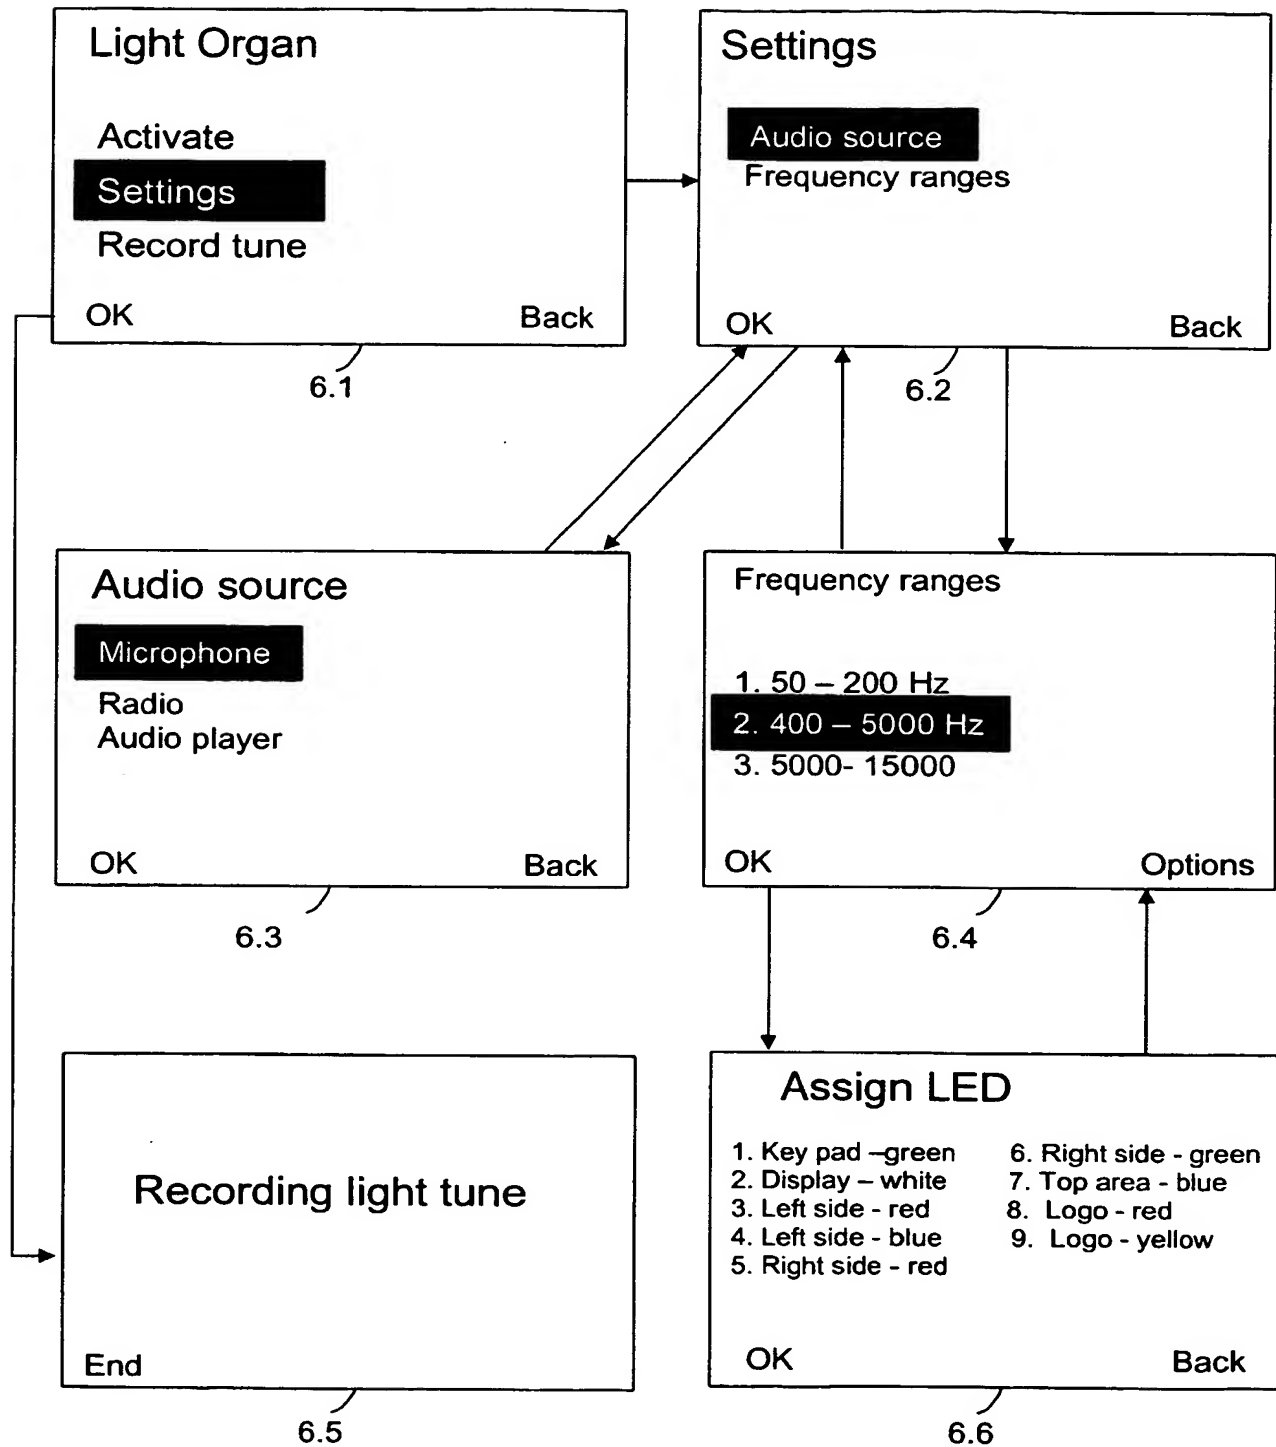 Light Organ
Activate
Settings
Record tune
OK
Back
6.1
Settings
Audio source
Frequency ranges
OK
Back
6.2
Audio source
Microphone
Radio
Audio player
OK
Back
6.3
Frequency ranges
1. 50 – 200 Hz
2. 400 – 5000 Hz
3. 5000- 15000
OK
Options
6.4
Recording light tune
End
6.5
Assign LED
1. Key pad –green
2. Display – white
3. Left side - red
4. Left side - blue
5. Right side - red
6. Right side - green
7. Top area - blue
8. Logo - red
9. Logo - yellow
OK
Back
6.6